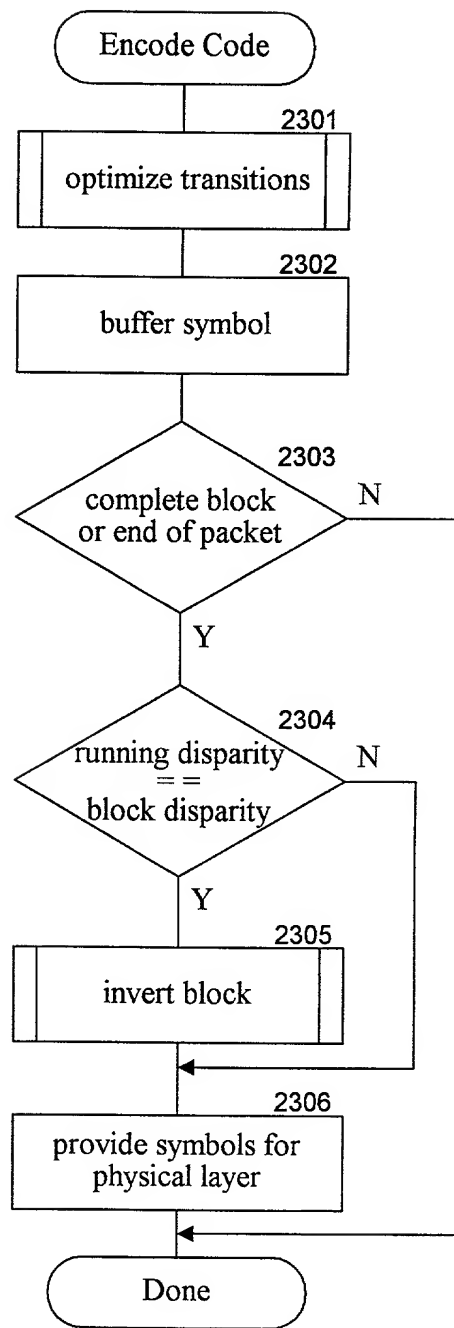 Encode Code
2301
optimize transitions
2302
buffer symbol
2303
complete block
or end of packet
N
Y
2304
running disparity
==
block disparity
N
Y
2305
invert block
2306
provide symbols for
physical layer
Done